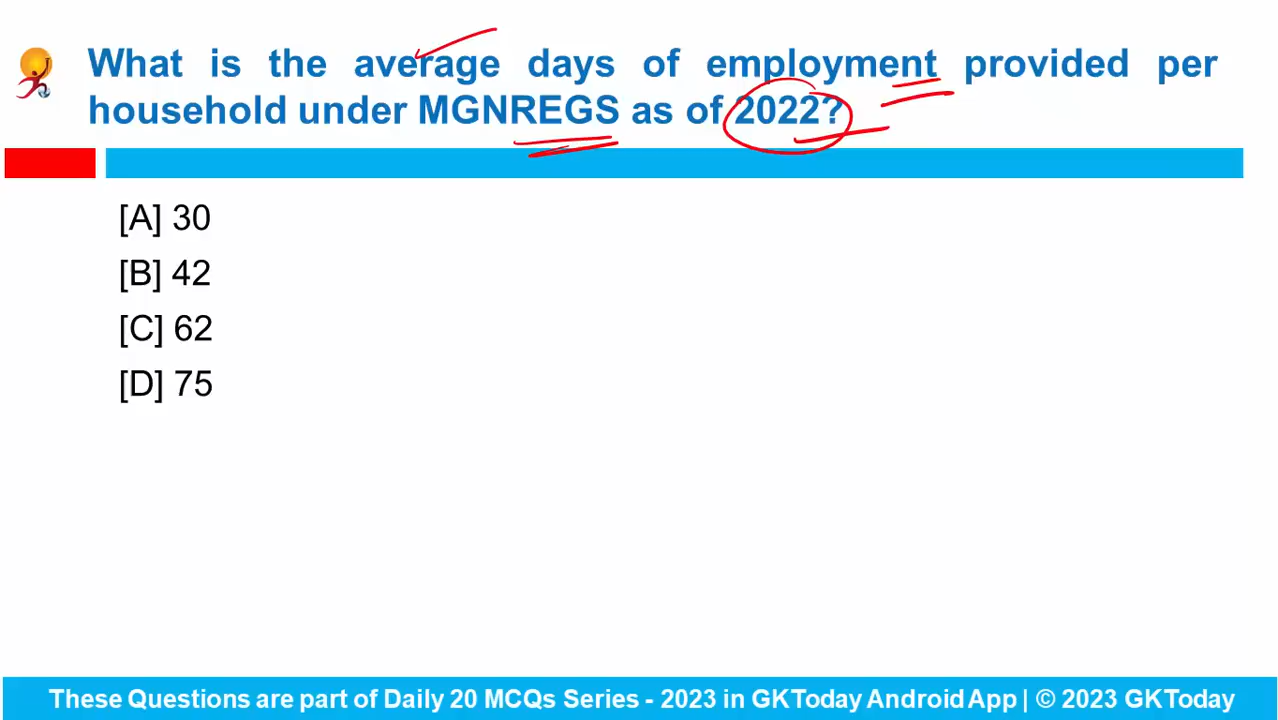 What is the average days of employment provided per
household under MGNREGS as of 2022?
[A] 30
[B] 42
[C] 62
[D] 75
These Questions are part of Daily 20 MCQs Series - 2023 in GKToday Android App | © 2023 GKToday